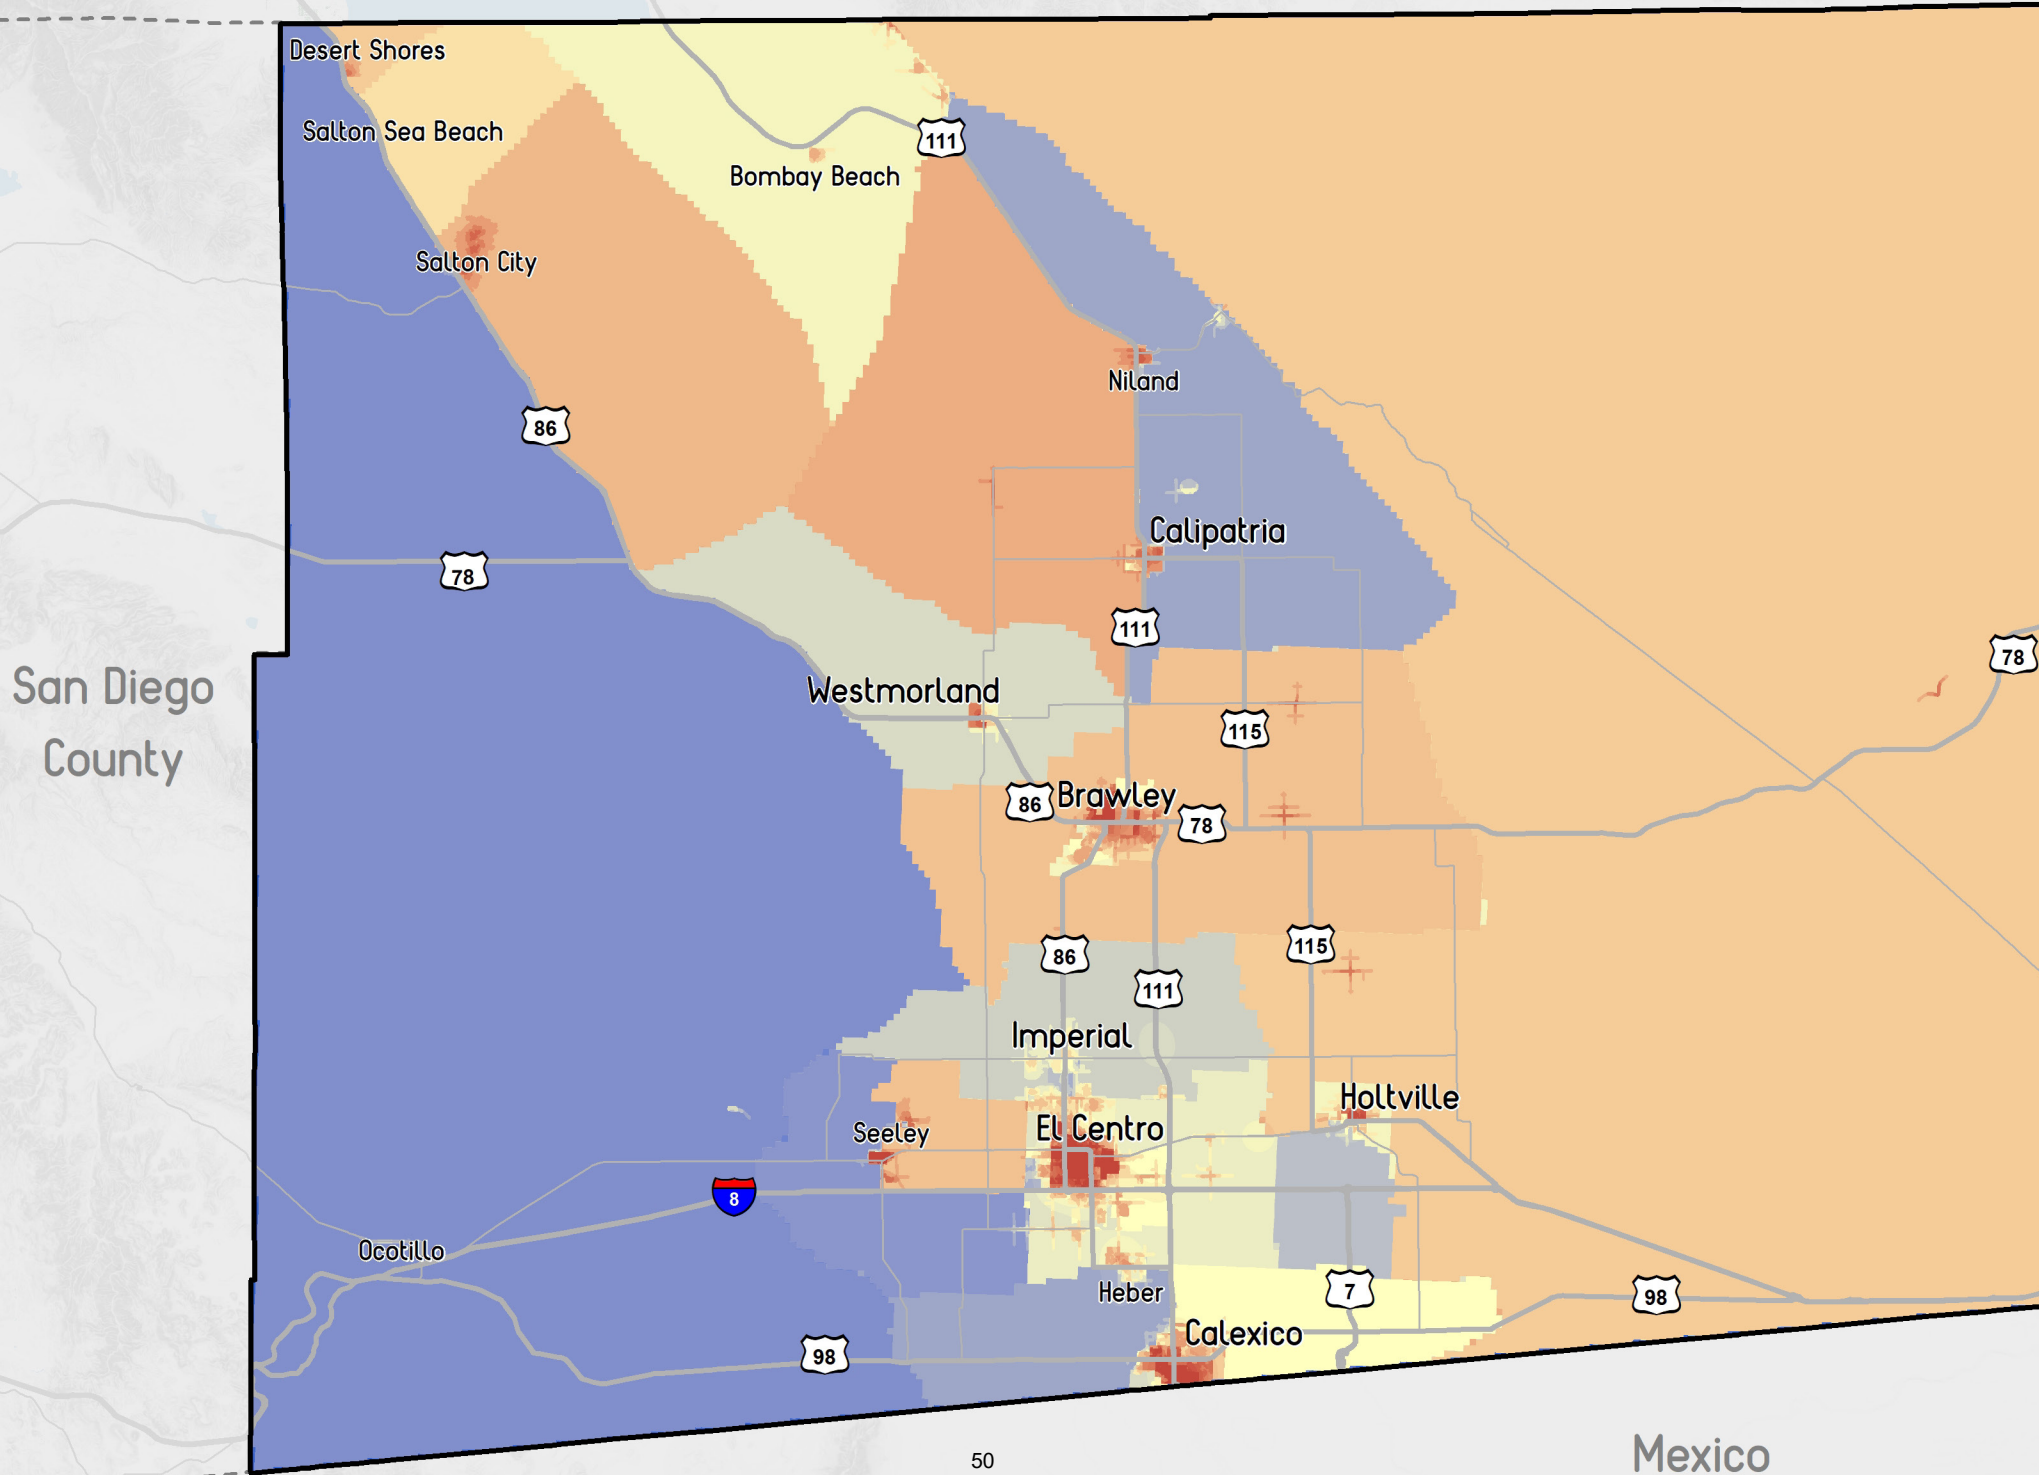 Desert Shores
Salton Sea Beach
111
Bombay Beach
Salton City
Niland
86
Calipatria
78
111
78
San Diego
County
Westmorland
115
86
Brawley
78
86
115
111
Imperial
Holtville
El Centro
Seeley
8
Ocotillo
Heber
7
98
Calexico
98
Mexico
50